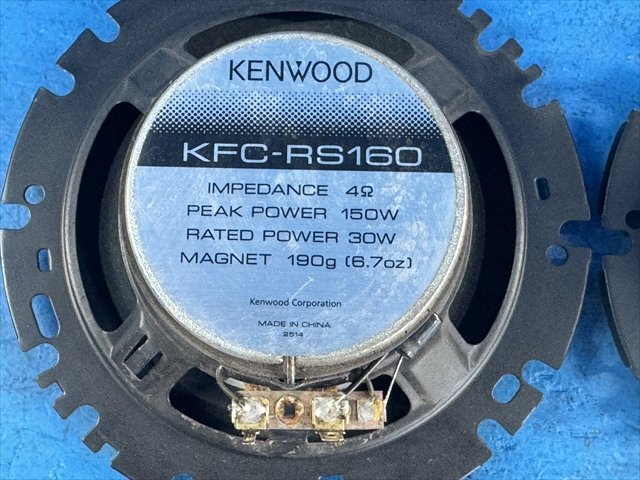 KENWOOD
KFC-RS160
IMPEDANCE 4Ω
PEAK POWER 150W
RATED POWER 30W
MAGNET 190g (6.7oz)
Kenwood Corporation
MADE IN CHINA
2514